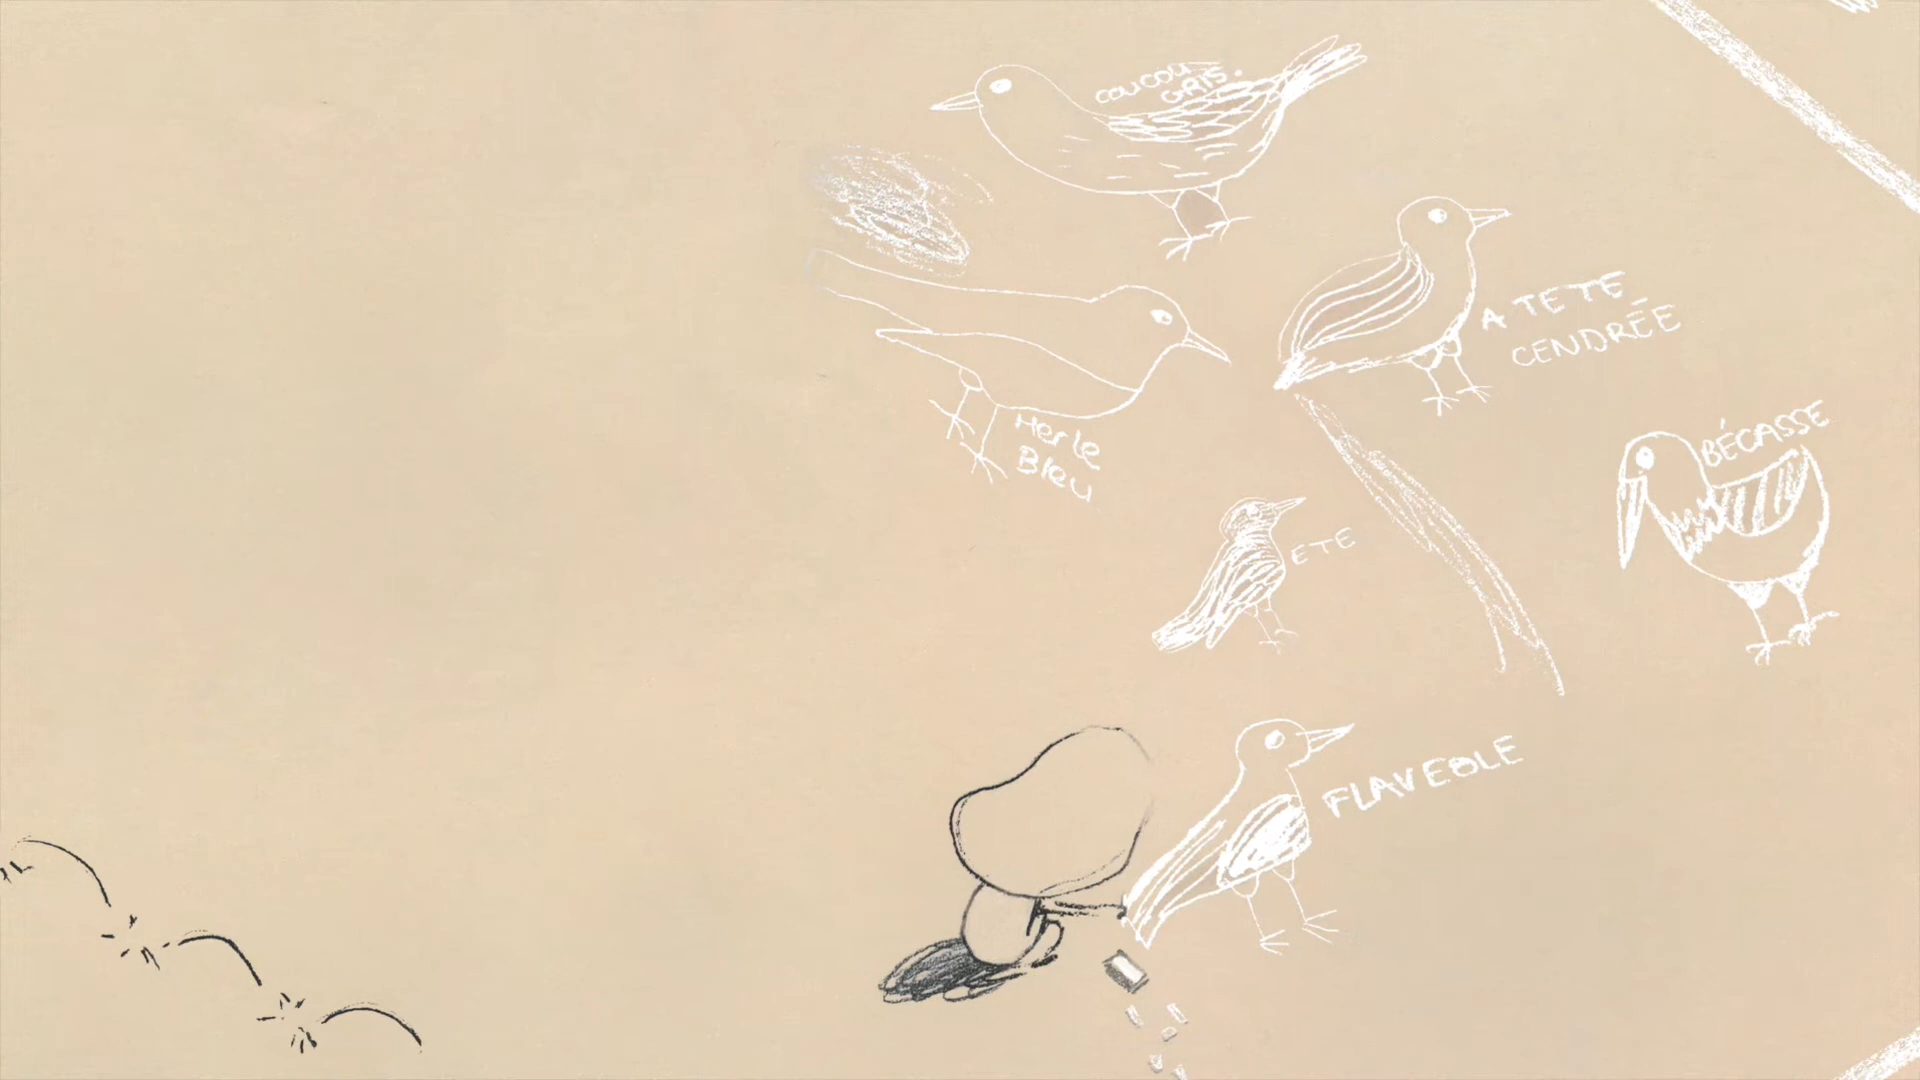 COUCOU
GRIS.
A TETE
CENDRÉE
BÉCASSE
Merle
Bleu
ETE
FLAVEOLE